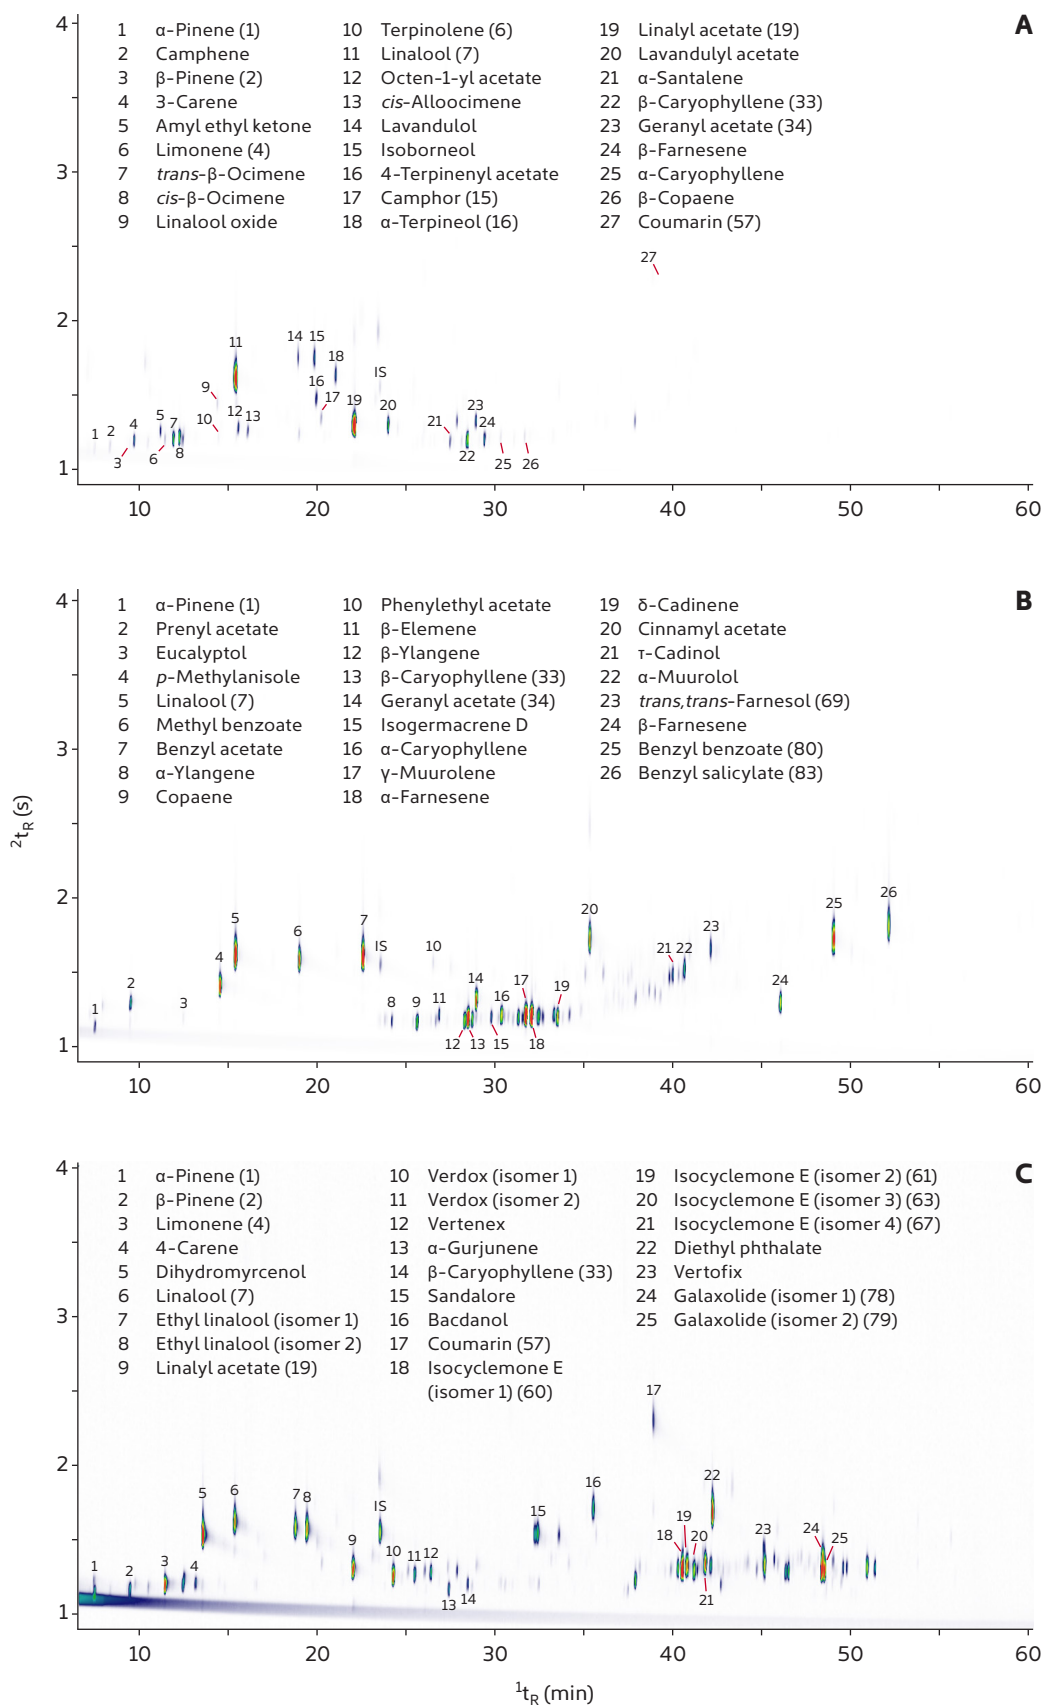 A
1 α-Pinene (1)
2 Camphene
3 β-Pinene (2)
4 3-Carene
5 Amyl ethyl ketone
6 Limonene (4)
7 trans-β-Ocimene
8 cis-β-Ocimene
9 Linalool oxide
10 Terpinolene (6)
11 Linalool (7)
12 Octen-1-yl acetate
13 cis-Alloocimene
14 Lavandulol
15 Isoborneol
16 4-Terpinenyl acetate
17 Camphor (15)
18 α-Terpineol (16)
19 Linalyl acetate (19)
20 Lavandulyl acetate
21 α-Santalene
22 β-Caryophyllene (33)
23 Geranyl acetate (34)
24 β-Farnesene
25 α-Caryophyllene
26 β-Copaene
27 Coumarin (57)
4
3
2
1
27
14 15
11
18
IS
16
9
17
19
20
12
13
10
5
7
4
1
2
3
6
8
21
23
24
22
25
26
10 20 30 40 50 60
B
1 α-Pinene (1)
2 Prenyl acetate
3 Eucalyptol
4 p-Methylanisole
5 Linalool (7)
6 Methyl benzoate
7 Benzyl acetate
8 α-Ylangene
9 Copaene
10 Phenylethyl acetate
11 β-Elemene
12 β-Ylangene
13 β-Caryophyllene (33)
14 Geranyl acetate (34)
15 Isogermacrene D
16 α-Caryophyllene
17 γ-Muurolene
18 α-Farnesene
19 δ-Cadinene
20 Cinnamyl acetate
21 τ-Cadinol
22 α-Muurolol
23 trans,trans-Farnesol (69)
24 β-Farnesene
25 Benzyl benzoate (80)
26 Benzyl salicylate (83)
4
3
2
1
²tR (s)
26
25
20
5
7
23
6
IS
10
21 22
4
14
17
24
2
19
16
1
3
8
9
11
12
13
15
18
10 20 30 40 50 60
C
1 α-Pinene (1)
2 β-Pinene (2)
3 Limonene (4)
4 4-Carene
5 Dihydromyrcenol
6 Linalool (7)
7 Ethyl linalool (isomer 1)
8 Ethyl linalool (isomer 2)
9 Linalyl acetate (19)
10 Verdox (isomer 1)
11 Verdox (isomer 2)
12 Vertenex
13 α-Gurjunene
14 β-Caryophyllene (33)
15 Sandalore
16 Bacdanol
17 Coumarin (57)
18 Isocyclemone E
(isomer 1) (60)
19 Isocyclemone E (isomer 2) (61)
20 Isocyclemone E (isomer 3) (63)
21 Isocyclemone E (isomer 4) (67)
22 Diethyl phthalate
23 Vertofix
24 Galaxolide (isomer 1) (78)
25 Galaxolide (isomer 2) (79)
4
3
2
1
17
22
16
5
6
7
8
IS
15
19
18
20
23
24
25
9
10
11
12
3
4
1
2
13
14
21
10 20 30 40 50 60
¹tR (min)